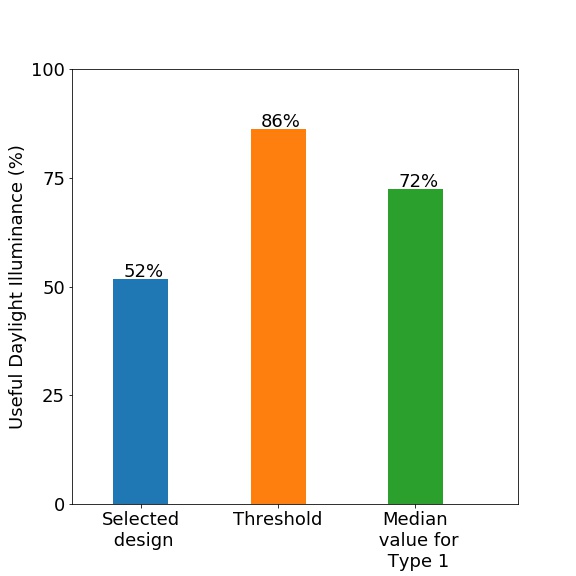 100
75
50
25
0
Useful Daylight Illuminance (%)
52%
86%
72%
Selected
design
Threshold
Median
value for
Type 1